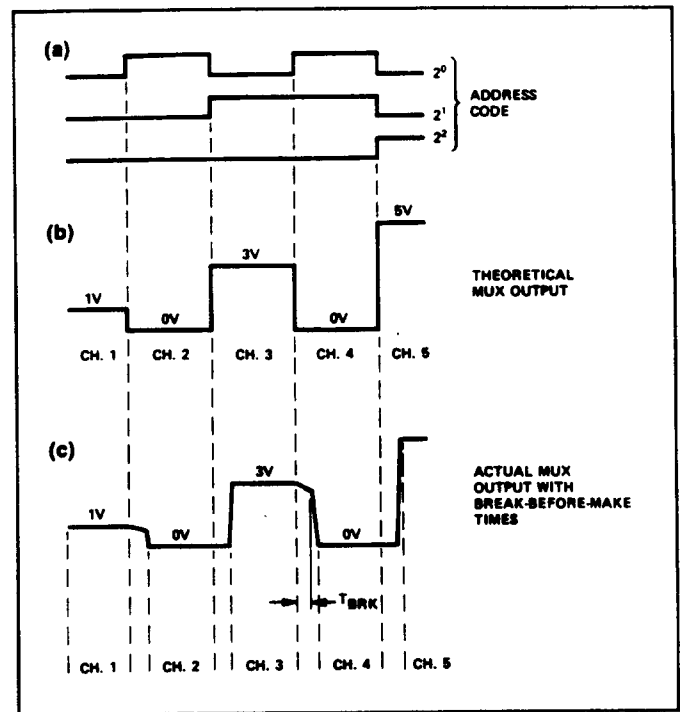 (a)
2⁰
2¹
2²
ADDRESS
CODE
(b)
1V
0V
3V
0V
5V
THEORETICAL
MUX OUTPUT
CH. 1 CH. 2 CH. 3 CH. 4 CH. 5
(c)
1V
0V
3V
0V
ACTUAL MUX
OUTPUT WITH
BREAK-BEFORE-MAKE
TIMES
T_BRK
CH. 1 CH. 2 CH. 3 CH. 4 CH. 5